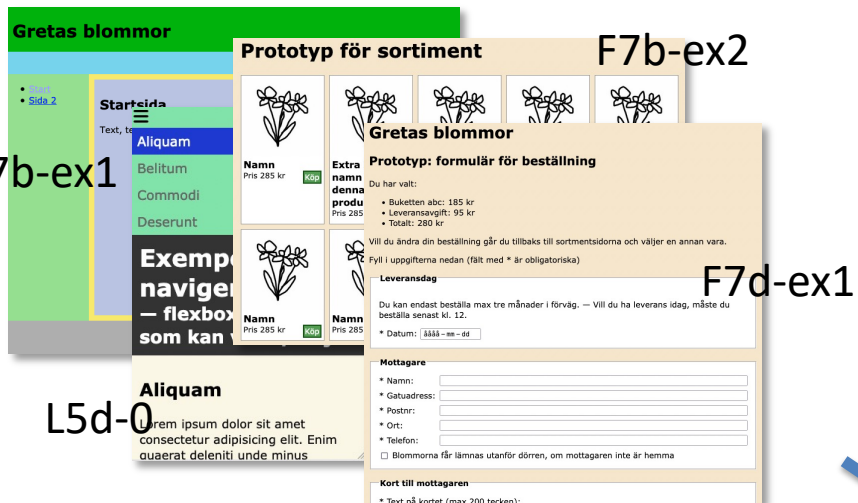 Gretas blommor
Start
Sida 2
Startsida
Text, te
7b-ex1
Aliquam
Belitum
Commodi
Deserunt
Exempe
naviger
— flexbox
som kan v
Aliquam
Lorem ipsum dolor sit amet
consectetur adipisicing elit. Enim
quaerat deleniti unde minus
L5d-0
Prototyp för sortiment
F7b-ex2
Namn
Pris 285 kr
Köp
Extra
namn
denna
produ
Pris 285
Namn
Pris 285 kr
Köp
Namn
Pris 285
Gretas blommor
Prototyp: formulär för beställning
Du har valt:
Buketten abc: 185 kr
Leveransavgift: 95 kr
Totalt: 280 kr
Vill du ändra din beställning går du tillbaks till sortmentsidorna och väljer en annan vara.
Fyll i uppgifterna nedan (fält med * är obligatoriska)
F7d-ex1
Leveransdag
Du kan endast beställa max tre månader i förväg. — Vill du ha leverans idag, måste du
beställa senast kl. 12.
* Datum: åååå-mm-dd
Mottagare
* Namn:
* Gatuadress:
* Postnr:
* Ort:
* Telefon:
Blommorna får lämnas utanför dörren, om mottagaren inte är hemma
Kort till mottagaren
* Text på kortet (max 200 tecken):